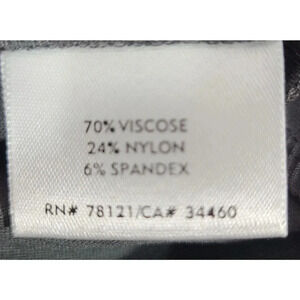 70% VISCOSE
24% NYLON
6% SPANDEX
RN# 78121/CA# 34460